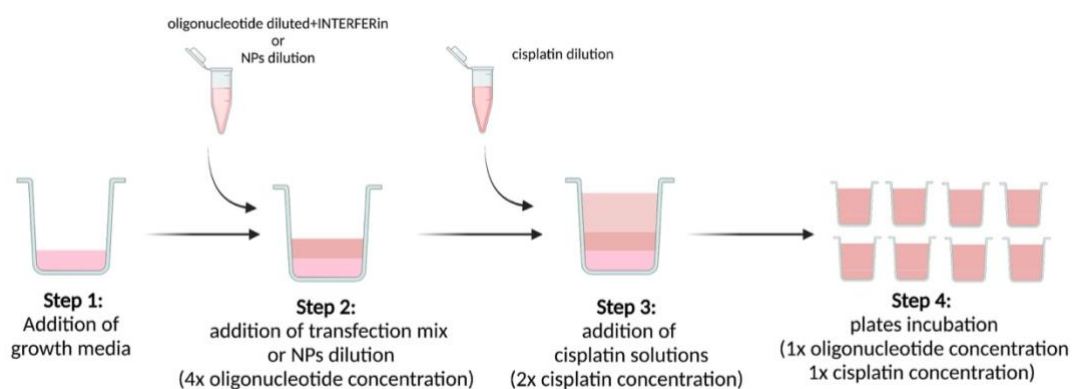 oligonucleotide diluted+INTERFERin
or
NPs dilution
cisplatin dilution
Step 1:
Addition of
growth media
Step 2:
addition of transfection mix
or NPs dilution
(4x oligonucleotide concentration)
Step 3:
addition of
cisplatin solutions
(2x cisplatin concentration)
Step 4:
plates incubation
(1x oligonucleotide concentration
1x cisplatin concentration)